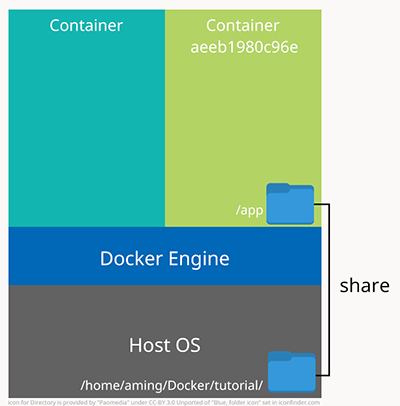 Container
Container
aeeb1980c96e
/app
Docker Engine
share
Host OS
/home/aming/Docker/tutorial/
Icon for Directory is provided by "Paomedia" under CC BY 3.0 Unported of "Blue, folder icon" set in iconfinder.com